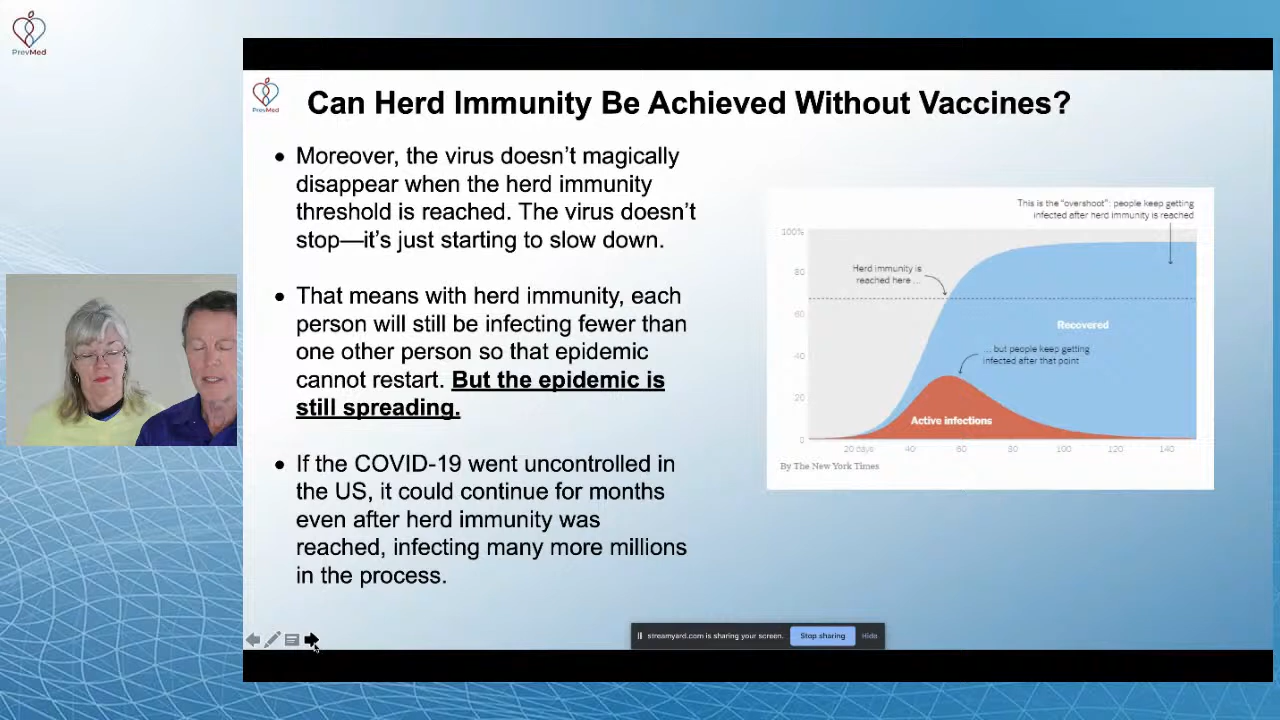 PrevMed
PrevMed
Can Herd Immunity Be Achieved Without Vaccines?
• Moreover, the virus doesn't magically
disappear when the herd immunity
threshold is reached. The virus doesn't
stop—it's just starting to slow down.
• That means with herd immunity, each
person will still be infecting fewer than
one other person so that epidemic
cannot restart. But the epidemic is
still spreading.
• If the COVID-19 went uncontrolled in
the US, it could continue for months
even after herd immunity was
reached, infecting many more millions
in the process.
This is the "overshoot": people keep getting
infected after herd immunity is reached
100%
80
60
40
20
0
Herd immunity is
reached here ...
Recovered
... but people keep getting
infected after that point
Active infections
20 days
40
60
80
100
120
140
By The New York Times
streamyard.com is sharing your screen.
Stop sharing
Hide